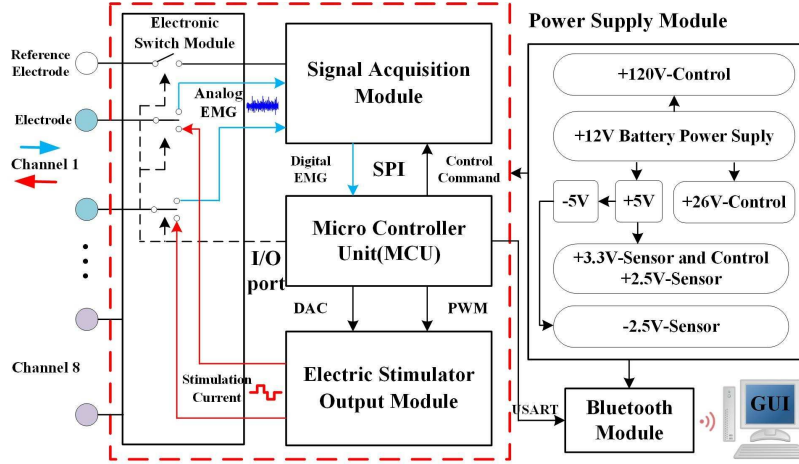 Electronic
Switch Module
Power Supply Module
Reference
Electrode
Signal Acquisition
Module
+120V-Control
Analog
EMG
Electrode
+12V Battery Power Suply
Channel 1
Digital
EMG
SPI
Control
Command
-5V
+5V
+26V-Control
Micro Controller
Unit(MCU)
I/O
port
+3.3V-Sensor and Control
+2.5V-Sensor
DAC
PWM
-2.5V-Sensor
Channel 8
Stimulation
Current
Electric Stimulator
Output Module
USART
Bluetooth
Module
GUI